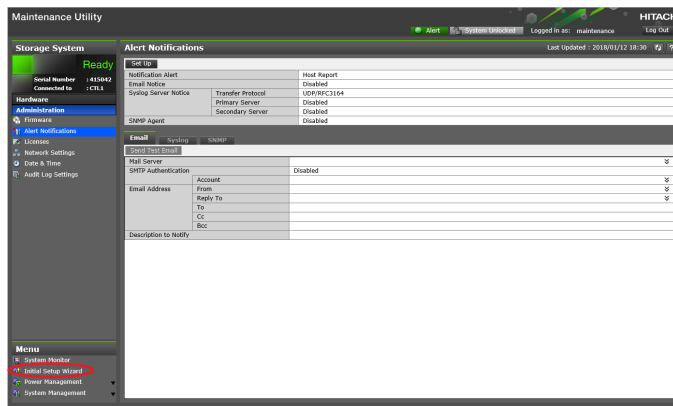 Maintenance Utility
HITACH
Alert System Unlocked Logged in as: maintenance Log Out
Storage System
Ready
Serial Number : 415042
Connected to : CTL1
Hardware
Administration
Firmware
Alert Notifications
Licenses
Network Settings
Date & Time
Audit Log Settings
Menu
System Monitor
Initial Setup Wizard
Power Management
System Management
Alert Notifications
Last Updated : 2018/01/12 18:30 ?
Set Up
Notification Alert Host Report
Email Notice Disabled
Syslog Server Notice Transfer Protocol UDP/RFC3164
Primary Server Disabled
Secondary Server Disabled
SNMP Agent Disabled
Email Syslog SNMP
Send Test Email
Mail Server
SMTP Authentication Disabled
Account
Email Address From
Reply To
To
Cc
Bcc
Description to Notify